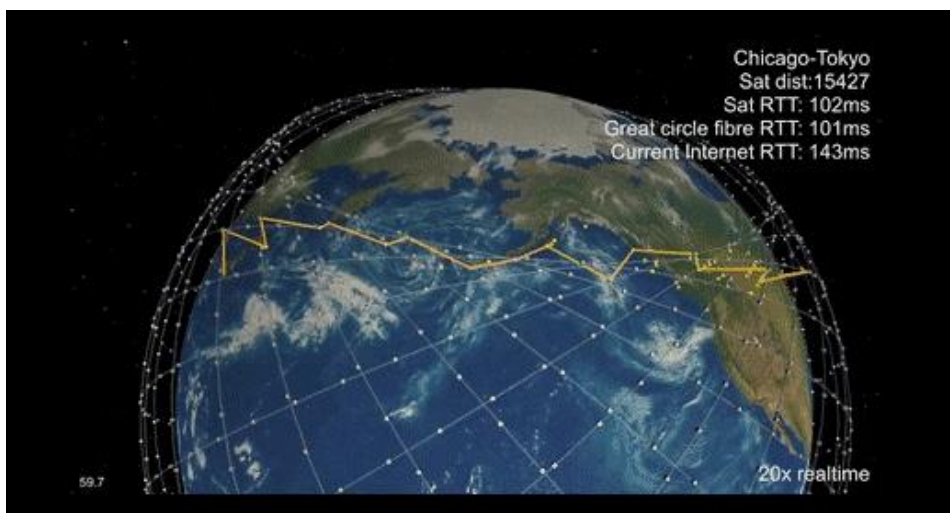 Chicago-Tokyo
Sat dist:15427
Sat RTT: 102ms
Great circle fibre RTT: 101ms
Current Internet RTT: 143ms
59.7
20x realtime